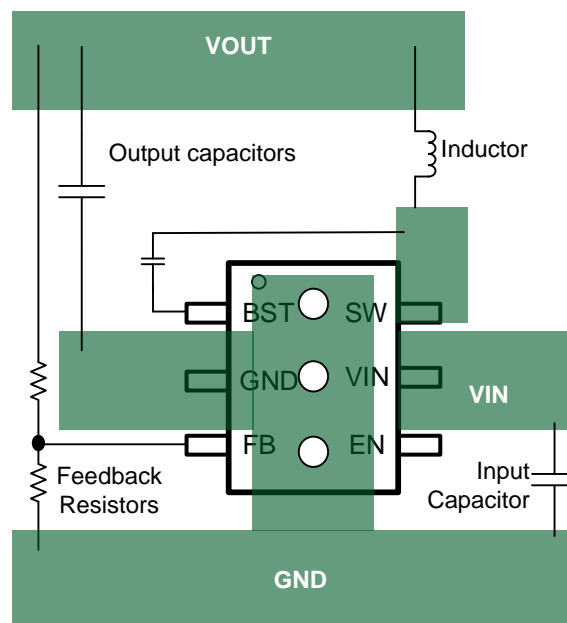 VOUT
Output capacitors
Inductor
BST
SW
GND
VIN
VIN
FB
EN
Feedback
Resistors
Input
Capacitor
GND